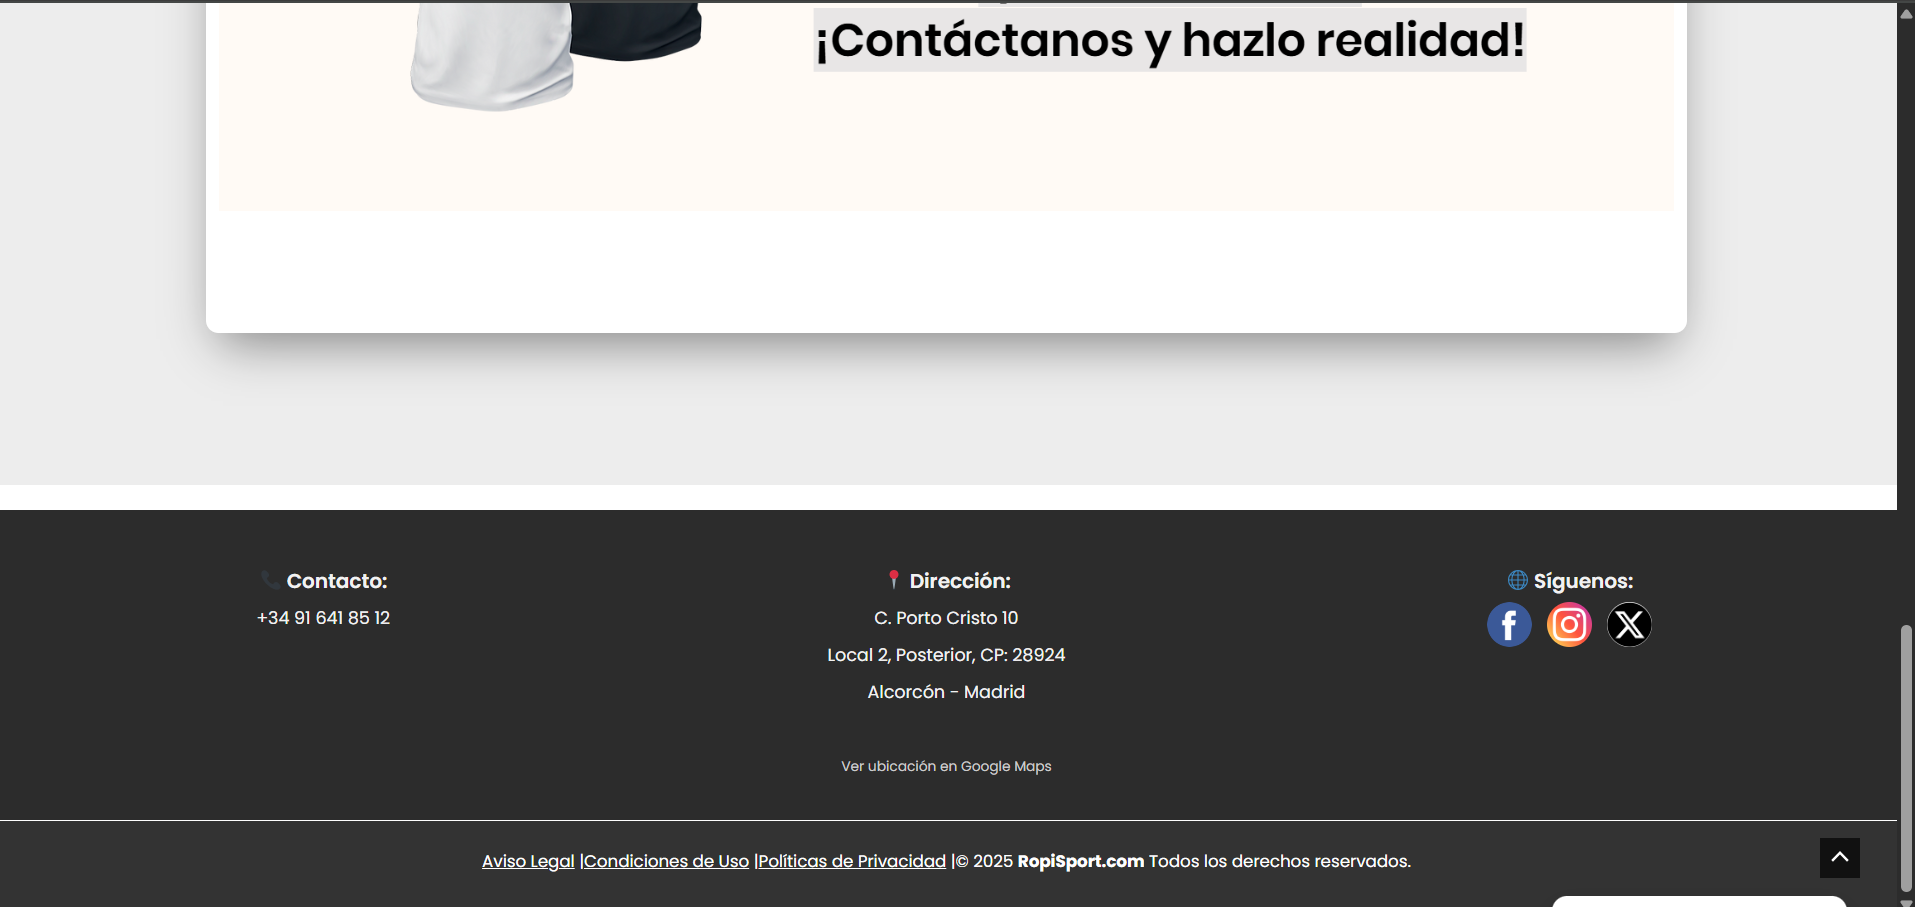 ¡Contáctanos y hazlo realidad!
Contacto:
+34 91 641 85 12
Dirección:
C. Porto Cristo 10
Local 2, Posterior, CP: 28924
Alcorcón - Madrid
Ver ubicación en Google Maps
Síguenos:
Aviso Legal |Condiciones de Uso |Políticas de Privacidad |© 2025 RopiSport.com Todos los derechos reservados.